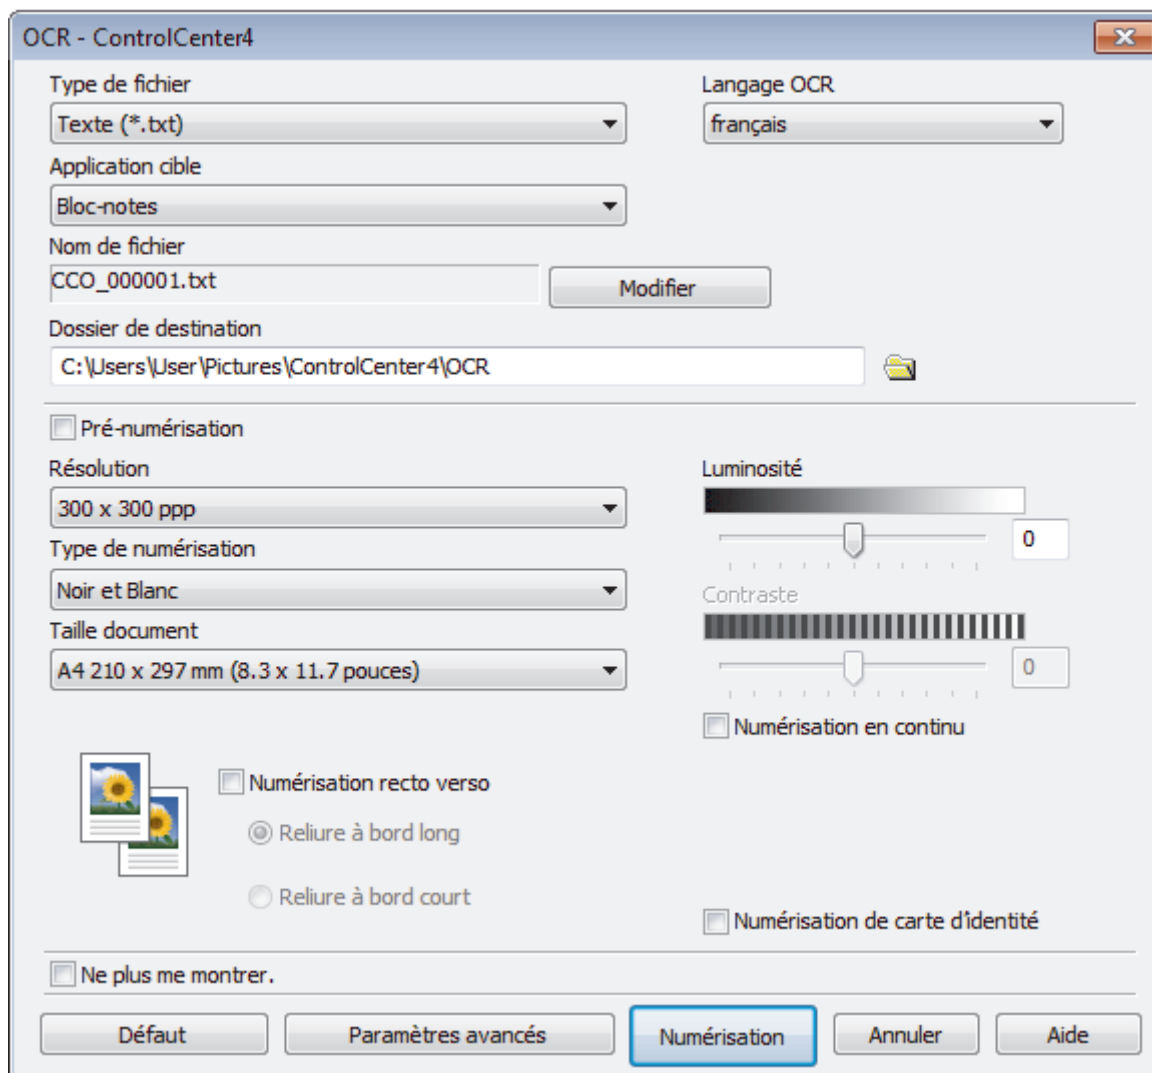 OCR - ControlCenter4
Type de fichier
Langage OCR
Texte (*.txt)
français
Application cible
Bloc-notes
Nom de fichier
CCO_000001.txt
Modifier
Dossier de destination
C:\Users\User\Pictures\ControlCenter4\OCR
Pré-numérisation
Résolution
Luminosité
300 x 300 ppp
0
Type de numérisation
Noir et Blanc
Contraste
Taille document
A4 210 x 297 mm (8.3 x 11.7 pouces)
0
Numérisation en continu
Numérisation recto verso
Reliure à bord long
Reliure à bord court
Numérisation de carte d'identité
Ne plus me montrer.
Défaut
Paramètres avancés
Numérisation
Annuler
Aide